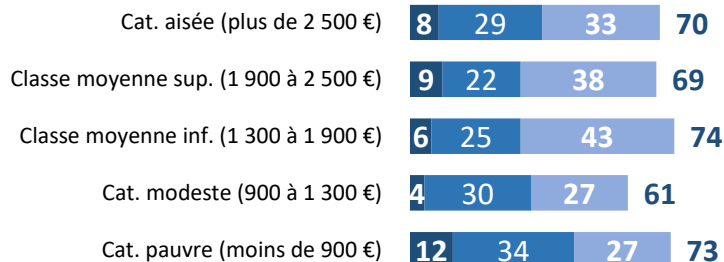 Cat. aisée (plus de 2 500 €) 8 29 33 70
Classe moyenne sup. (1 900 à 2 500 €) 9 22 38 69
Classe moyenne inf. (1 300 à 1 900 €) 6 25 43 74
Cat. modeste (900 à 1 300 €) 4 30 27 61
Cat. pauvre (moins de 900 €) 12 34 27 73